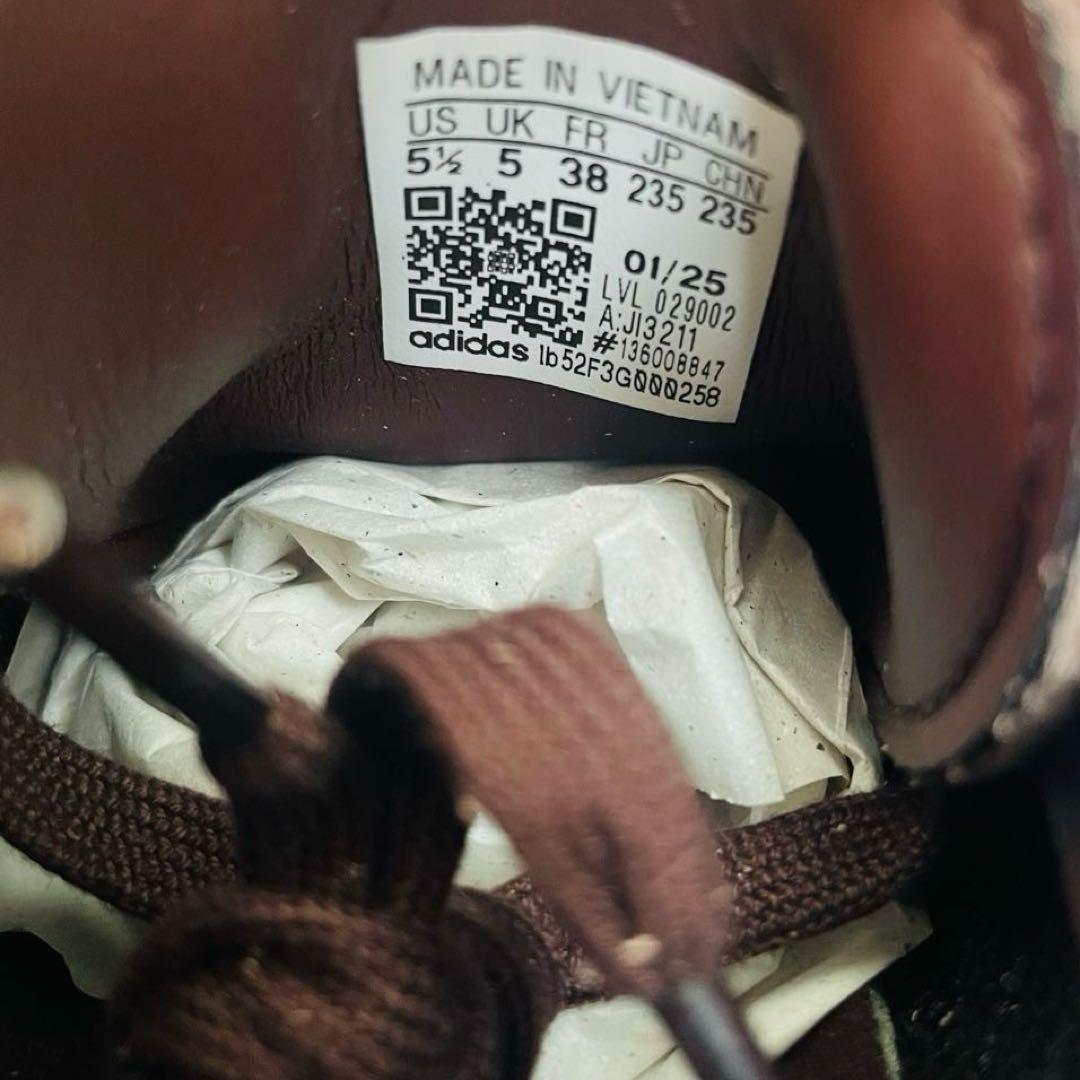 MADE IN VIETNAM
US UK FR JP CHN
5½ 5 38 235 235
01/25
LVL 029002
A:JI3211
#136008847
adidas 1b52F3G000258